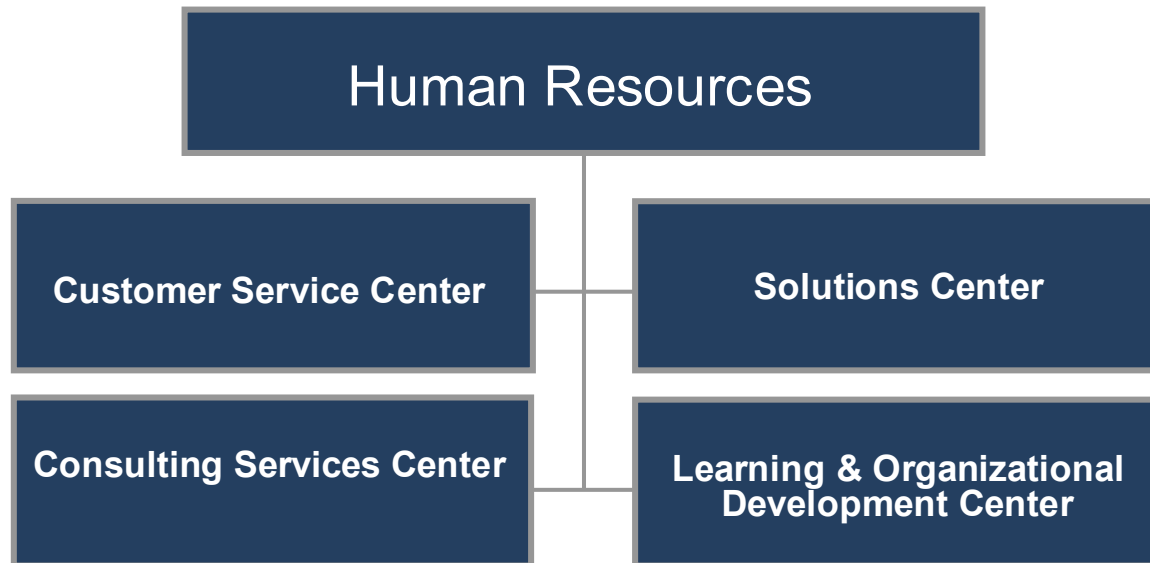 Human Resources
Customer Service Center
Solutions Center
Consulting Services Center
Learning & Organizational
Development Center